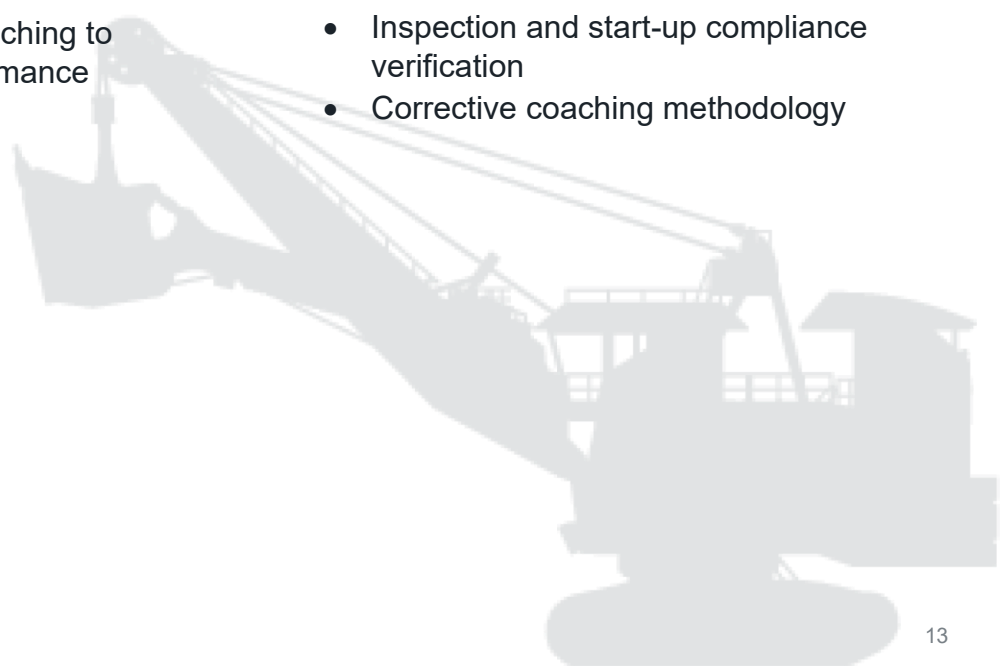 ching to
mance
• Inspection and start-up compliance
verification
• Corrective coaching methodology
13